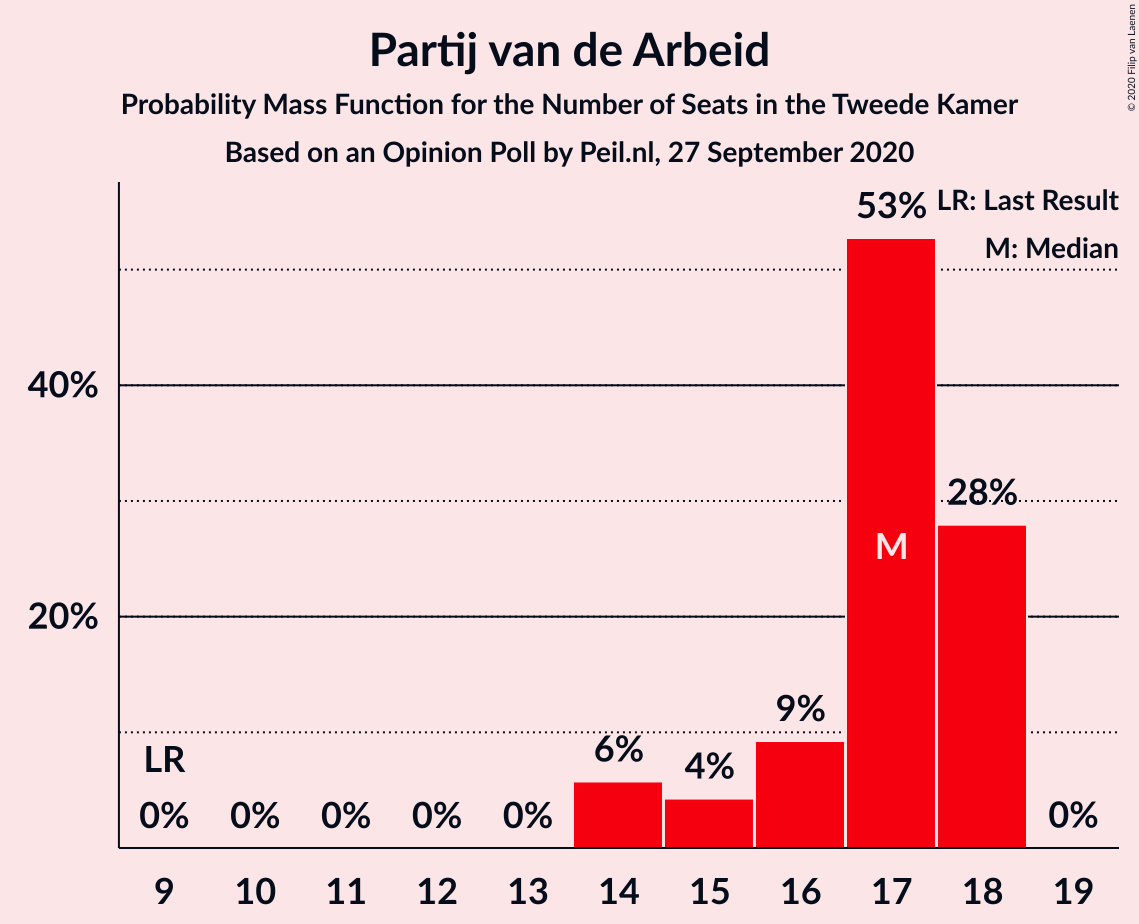 Partij van de Arbeid
Probability Mass Function for the Number of Seats in the Tweede Kamer
Based on an Opinion Poll by Peil.nl, 27 September 2020
© 2020 Filip van Laenen
LR: Last Result
M: Median
53%
40%
28%
M
20%
9%
6%
4%
LR
0% 0% 0% 0% 0% 0%
9 10 11 12 13 14 15 16 17 18 19